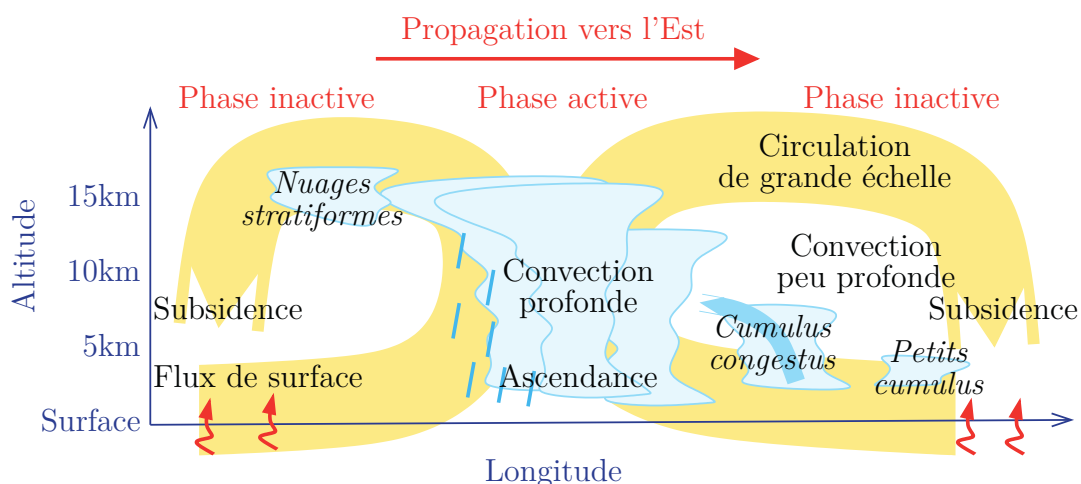 Propagation vers l'Est
Phase inactive
Phase active
Phase inactive
Altitude
15km
10km
5km
Surface
Nuages
stratiformes
Circulation
de grande échelle
Convection
profonde
Convection
peu profonde
Subsidence
Subsidence
Cumulus
congestus
Petits
cumulus
Flux de surface
Ascendance
Longitude